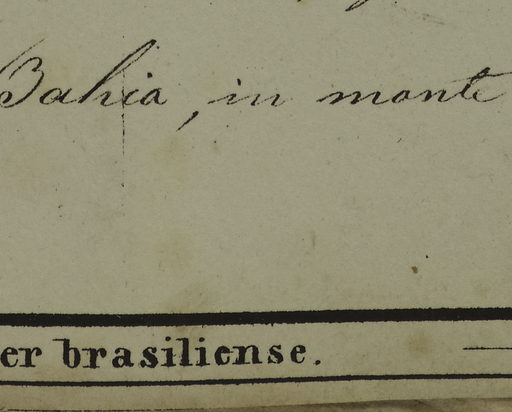 Bahia, in monte
er brasiliense.